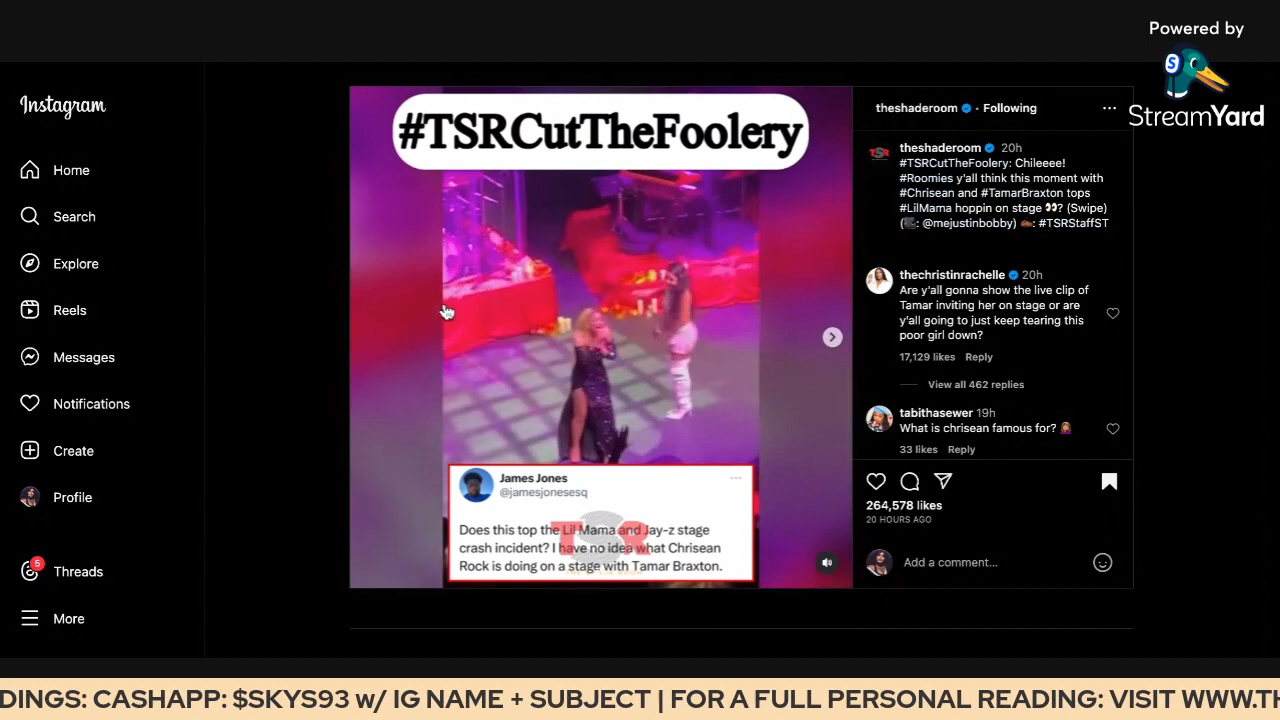 Powered by
StreamYard
Instagram
Home
Search
Explore
Reels
Messages
Notifications
Create
Profile
6
Threads
More
#TSRCutTheFoolery
James Jones
@jamesjonesesq
Does this top the Lil Mama and Jay-z stage
crash incident? I have no idea what Chrisean
Rock is doing on a stage with Tamar Braxton.
TSR
theshaderoom • Following
theshaderoom 20h
#TSRCutTheFoolery: Chileeee!
#Roomies y'all think this moment with
#Chrisean and #TamarBraxton tops
#LilMama hoppin on stage 👀? (Swipe)
(🎥: @mejustinbobby) ✍🏾: #TSRStaffST
thechristinrachelle 20h
Are y'all gonna show the live clip of
Tamar inviting her on stage or are
y'all going to just keep tearing this
poor girl down?
17,129 likes Reply
View all 462 replies
tabithasewer 19h
What is chrisean famous for? 🤷🏾‍♀️
33 likes Reply
264,578 likes
20 HOURS AGO
Add a comment...
DINGS: CASHAPP: $SKYS93 w/ IG NAME + SUBJECT | FOR A FULL PERSONAL READING: VISIT WWW.TH